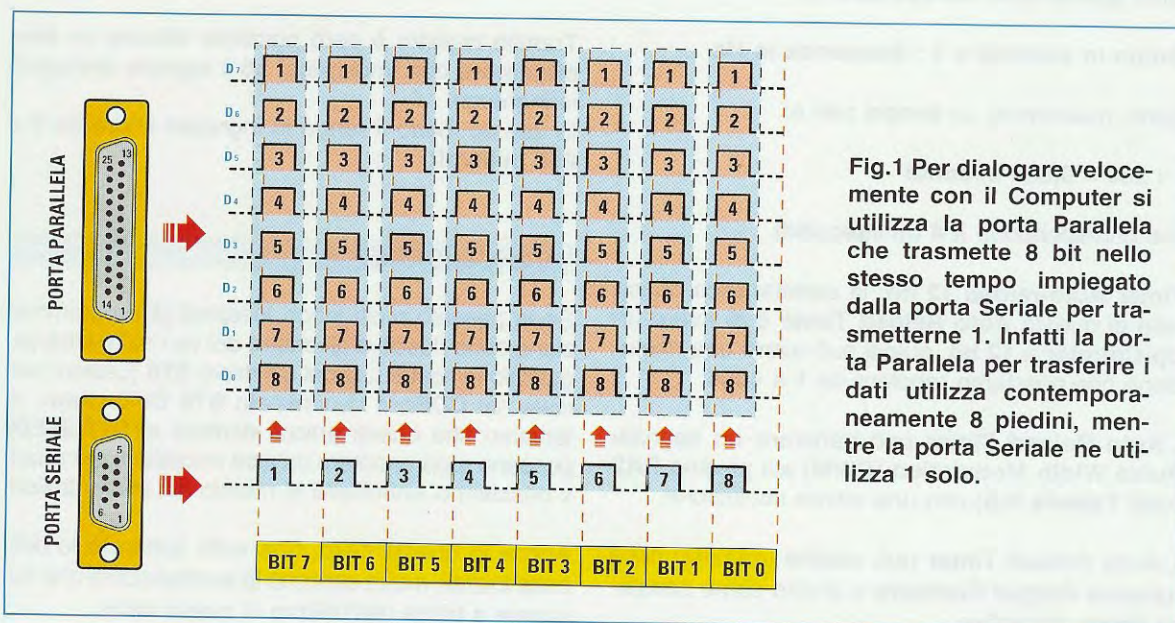 PORTA PARALLELA
25 13
14 1
D7 1 1 1 1 1 1 1 1
D6 2 2 2 2 2 2 2 2
D5 3 3 3 3 3 3 3 3
D4 4 4 4 4 4 4 4 4
D3 5 5 5 5 5 5 5 5
D2 6 6 6 6 6 6 6 6
D1 7 7 7 7 7 7 7 7
D0 8 8 8 8 8 8 8 8
PORTA SERIALE
9 5
6 1
1 2 3 4 5 6 7 8
BIT 7 BIT 6 BIT 5 BIT 4 BIT 3 BIT 2 BIT 1 BIT 0
Fig.1 Per dialogare veloce-
mente con il Computer si
utilizza la porta Parallela
che trasmette 8 bit nello
stesso tempo impiegato
dalla porta Seriale per tra-
smetterne 1. Infatti la por-
ta Parallela per trasferire i
dati utilizza contempora-
neamente 8 piedini, men-
tre la porta Seriale ne uti-
lizza 1 solo.